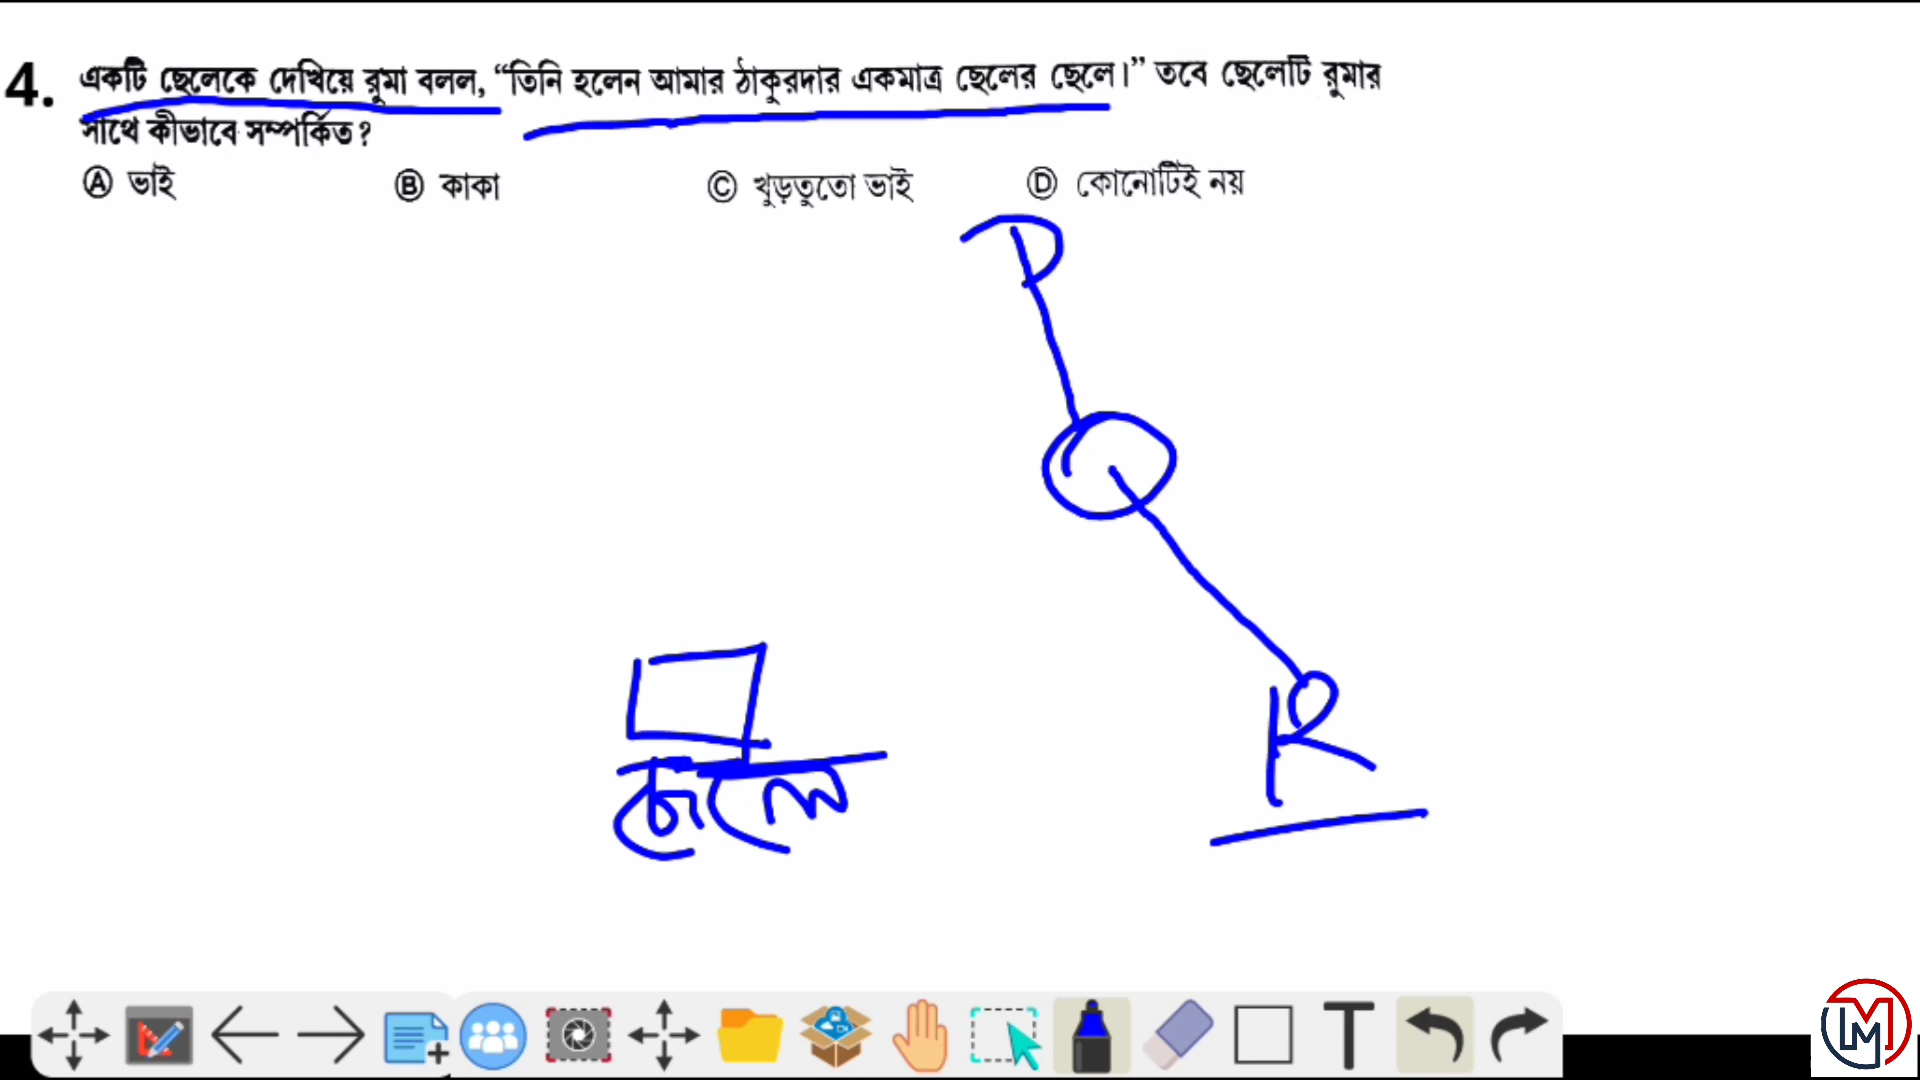 4. একটি ছেলেকে দেখিয়ে রুমা বলল, “তিনি হলেন আমার ঠাকুরদার একমাত্র ছেলের ছেলে।” তবে ছেলেটি রুমার
সাথে কীভাবে সম্পর্কিত?
Ⓐ ভাই Ⓑ কাকা Ⓒ খুড়তুতো ভাই Ⓓ কোনোটিই নয়
D
R
ছেলে
T
M